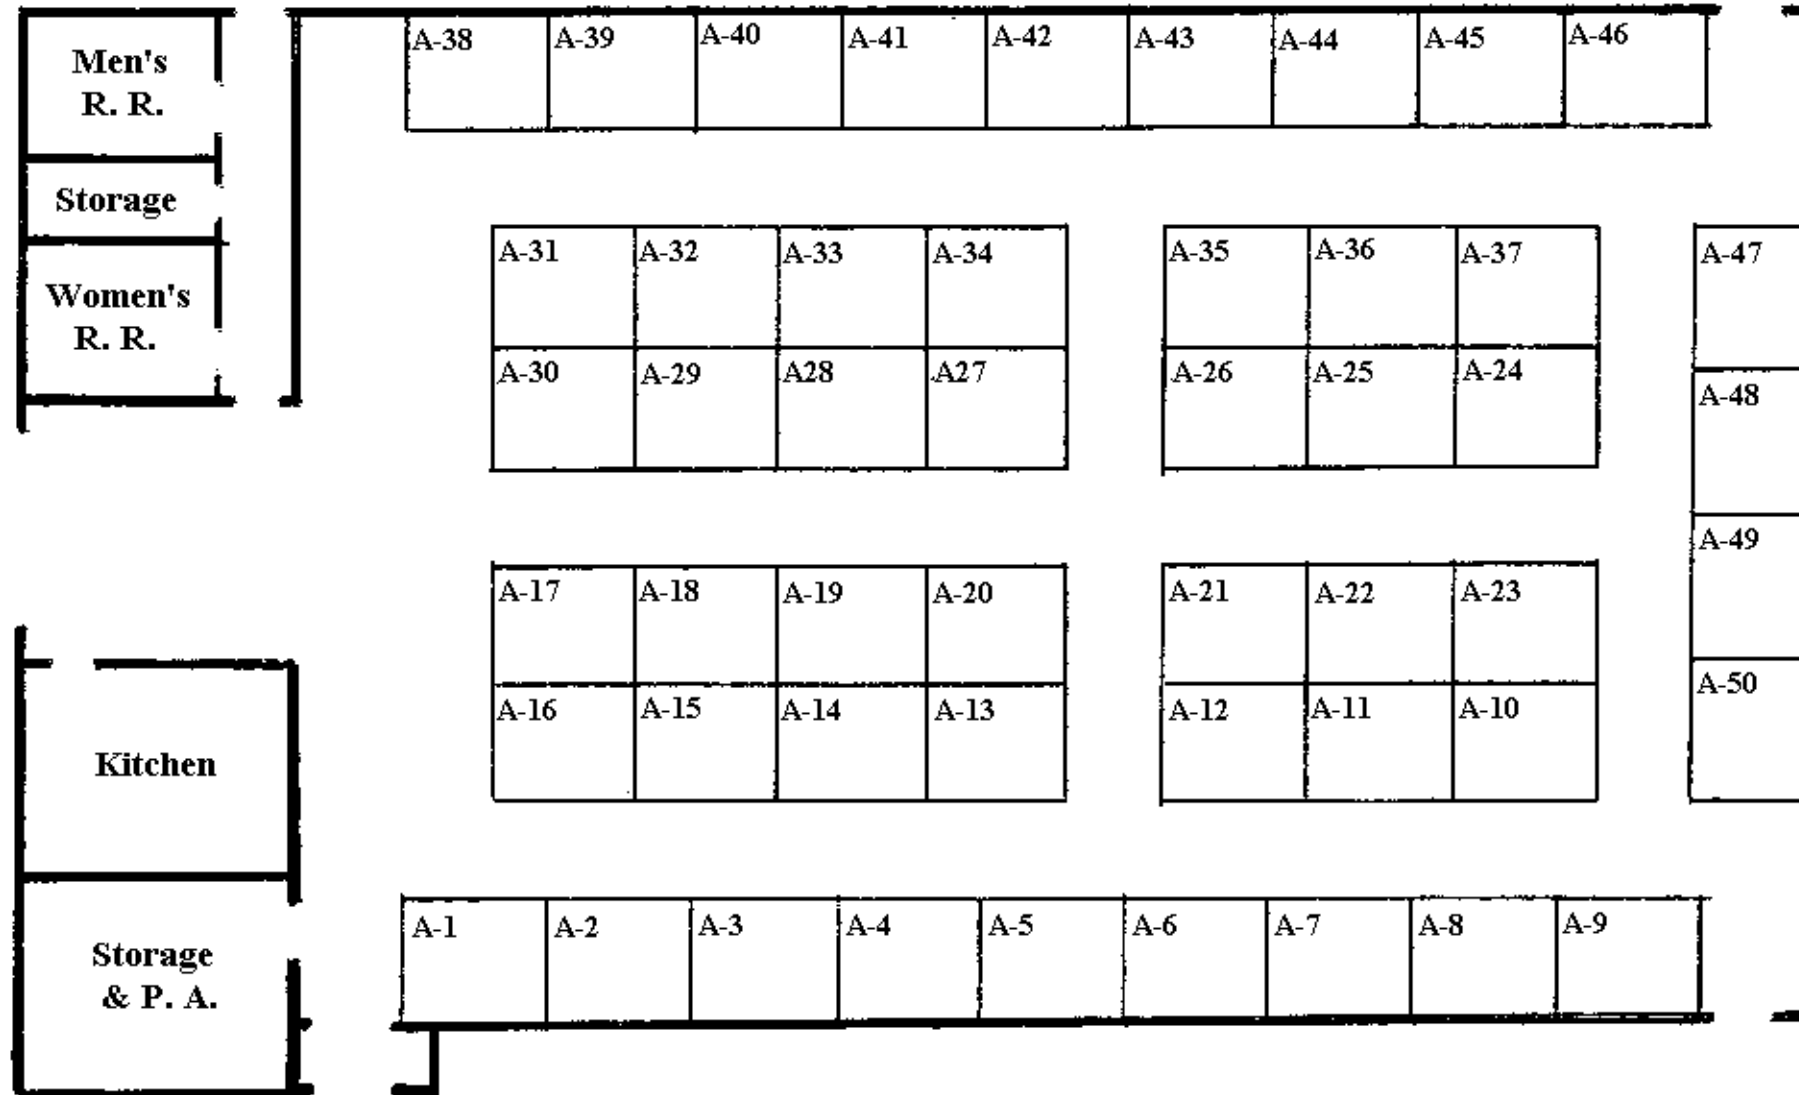 Men's
R. R.
Storage
Women's
R. R.
A-38 A-39 A-40 A-41 A-42 A-43 A-44 A-45 A-46
A-31 A-32 A-33 A-34 A-35 A-36 A-37 A-47
A-30 A-29 A28 A27 A-26 A-25 A-24 A-48
A-49
A-17 A-18 A-19 A-20 A-21 A-22 A-23
A-16 A-15 A-14 A-13 A-12 A-11 A-10 A-50
Kitchen
Storage
& P. A.
A-1 A-2 A-3 A-4 A-5 A-6 A-7 A-8 A-9